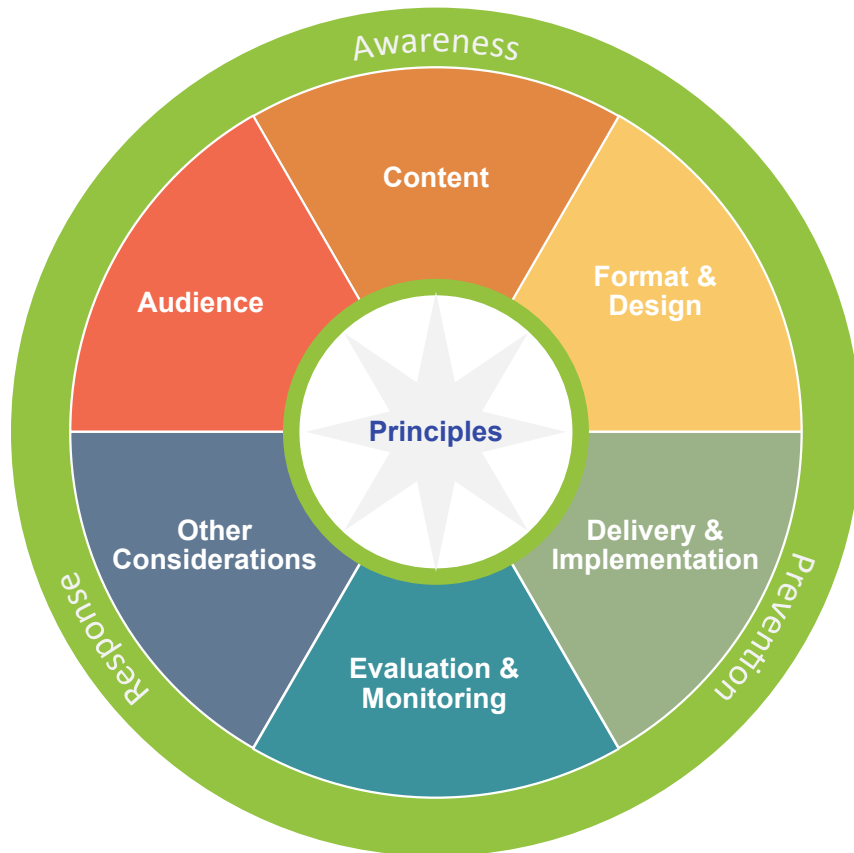 Awareness
Content
Format &
Design
Audience
Principles
Other
Considerations
Delivery &
Implementation
Evaluation &
Monitoring
Response
Prevention